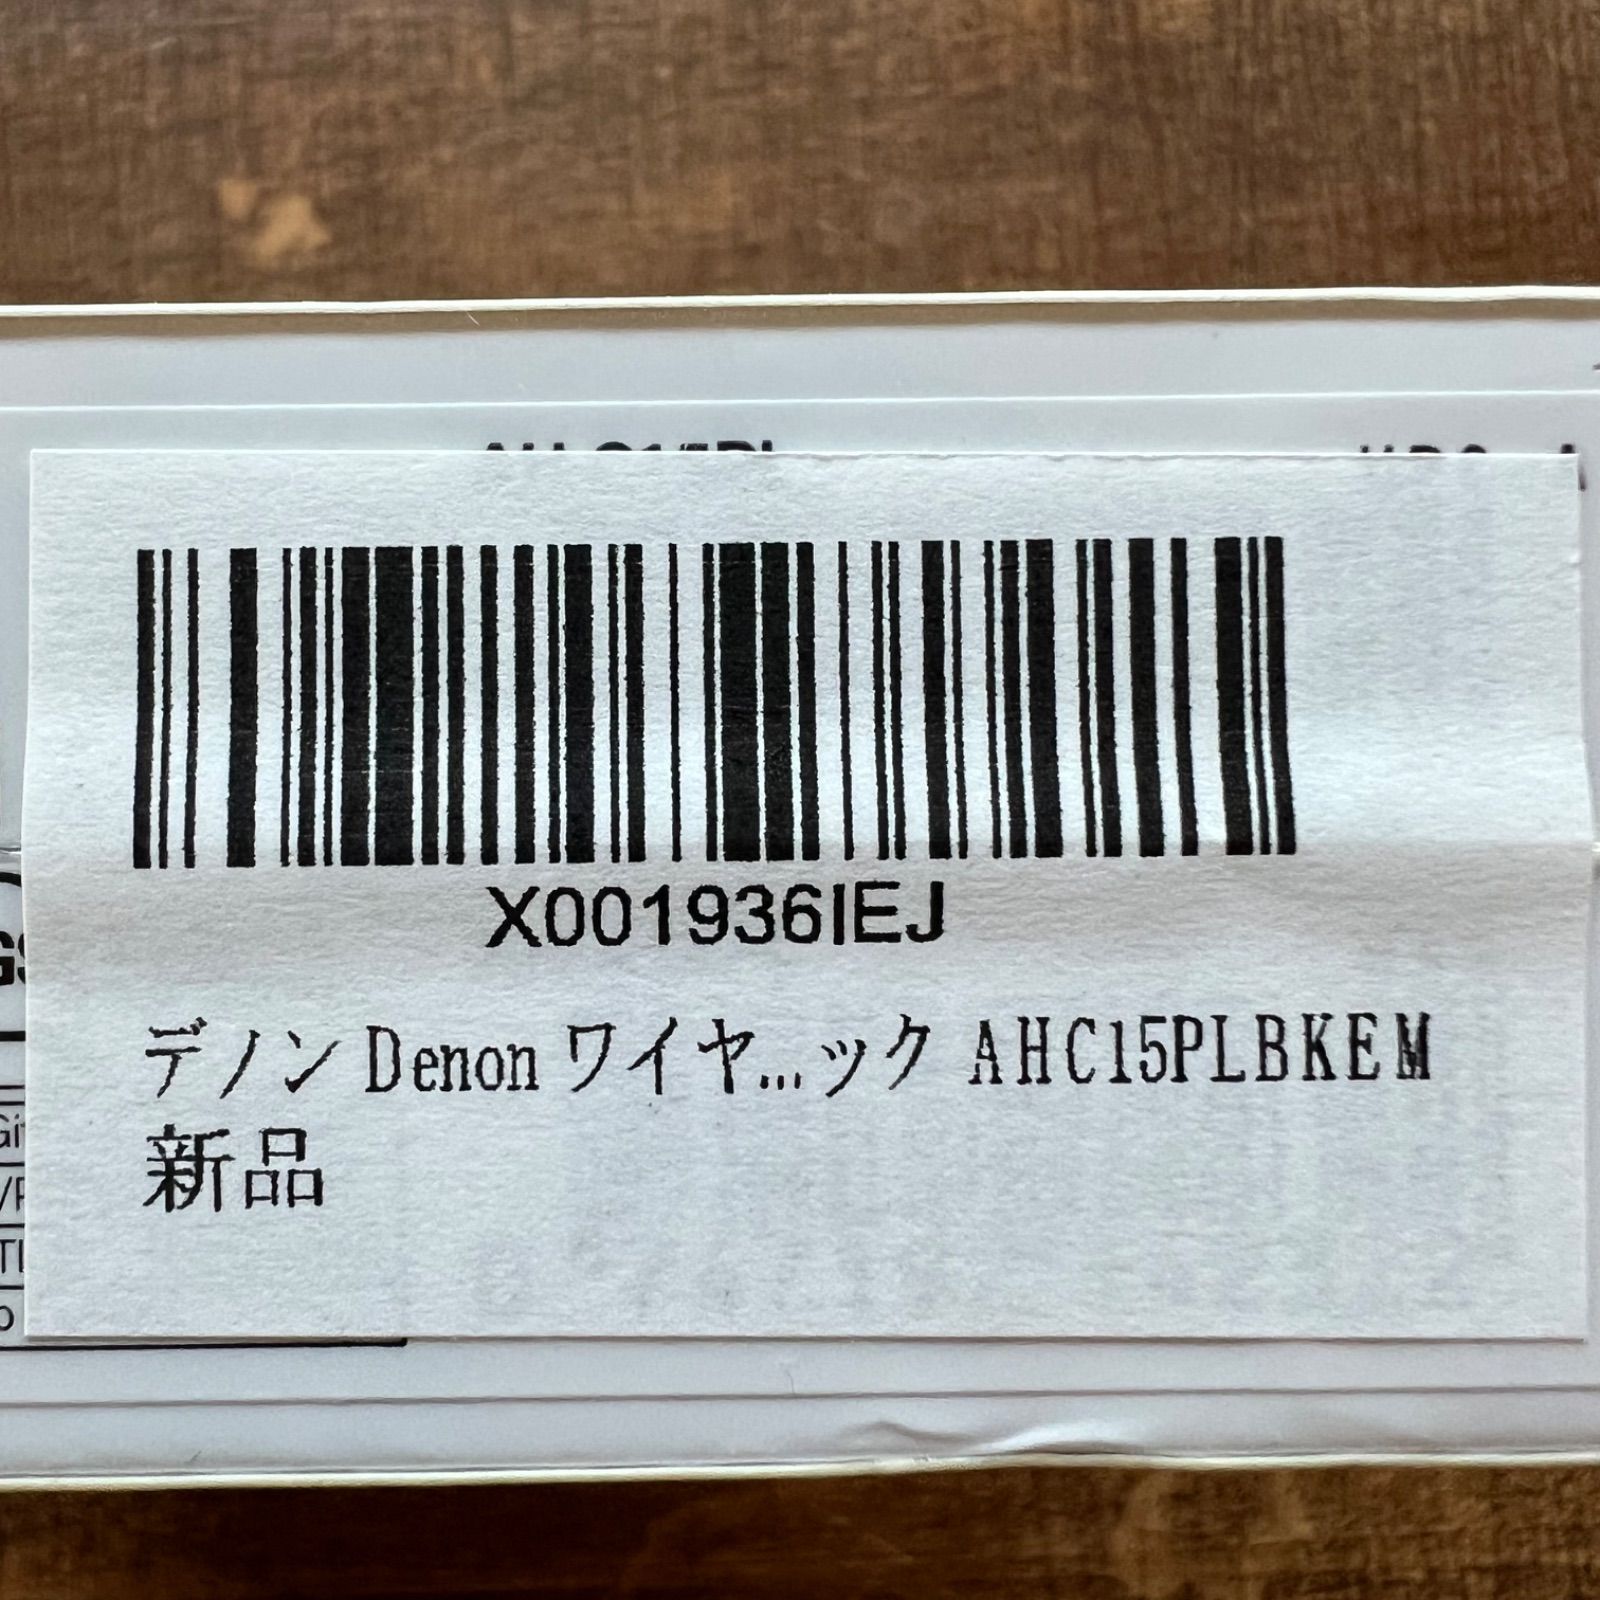 X001936IEJ
デノン Denon ワイヤ...ック AHC15PLBKEM
新品